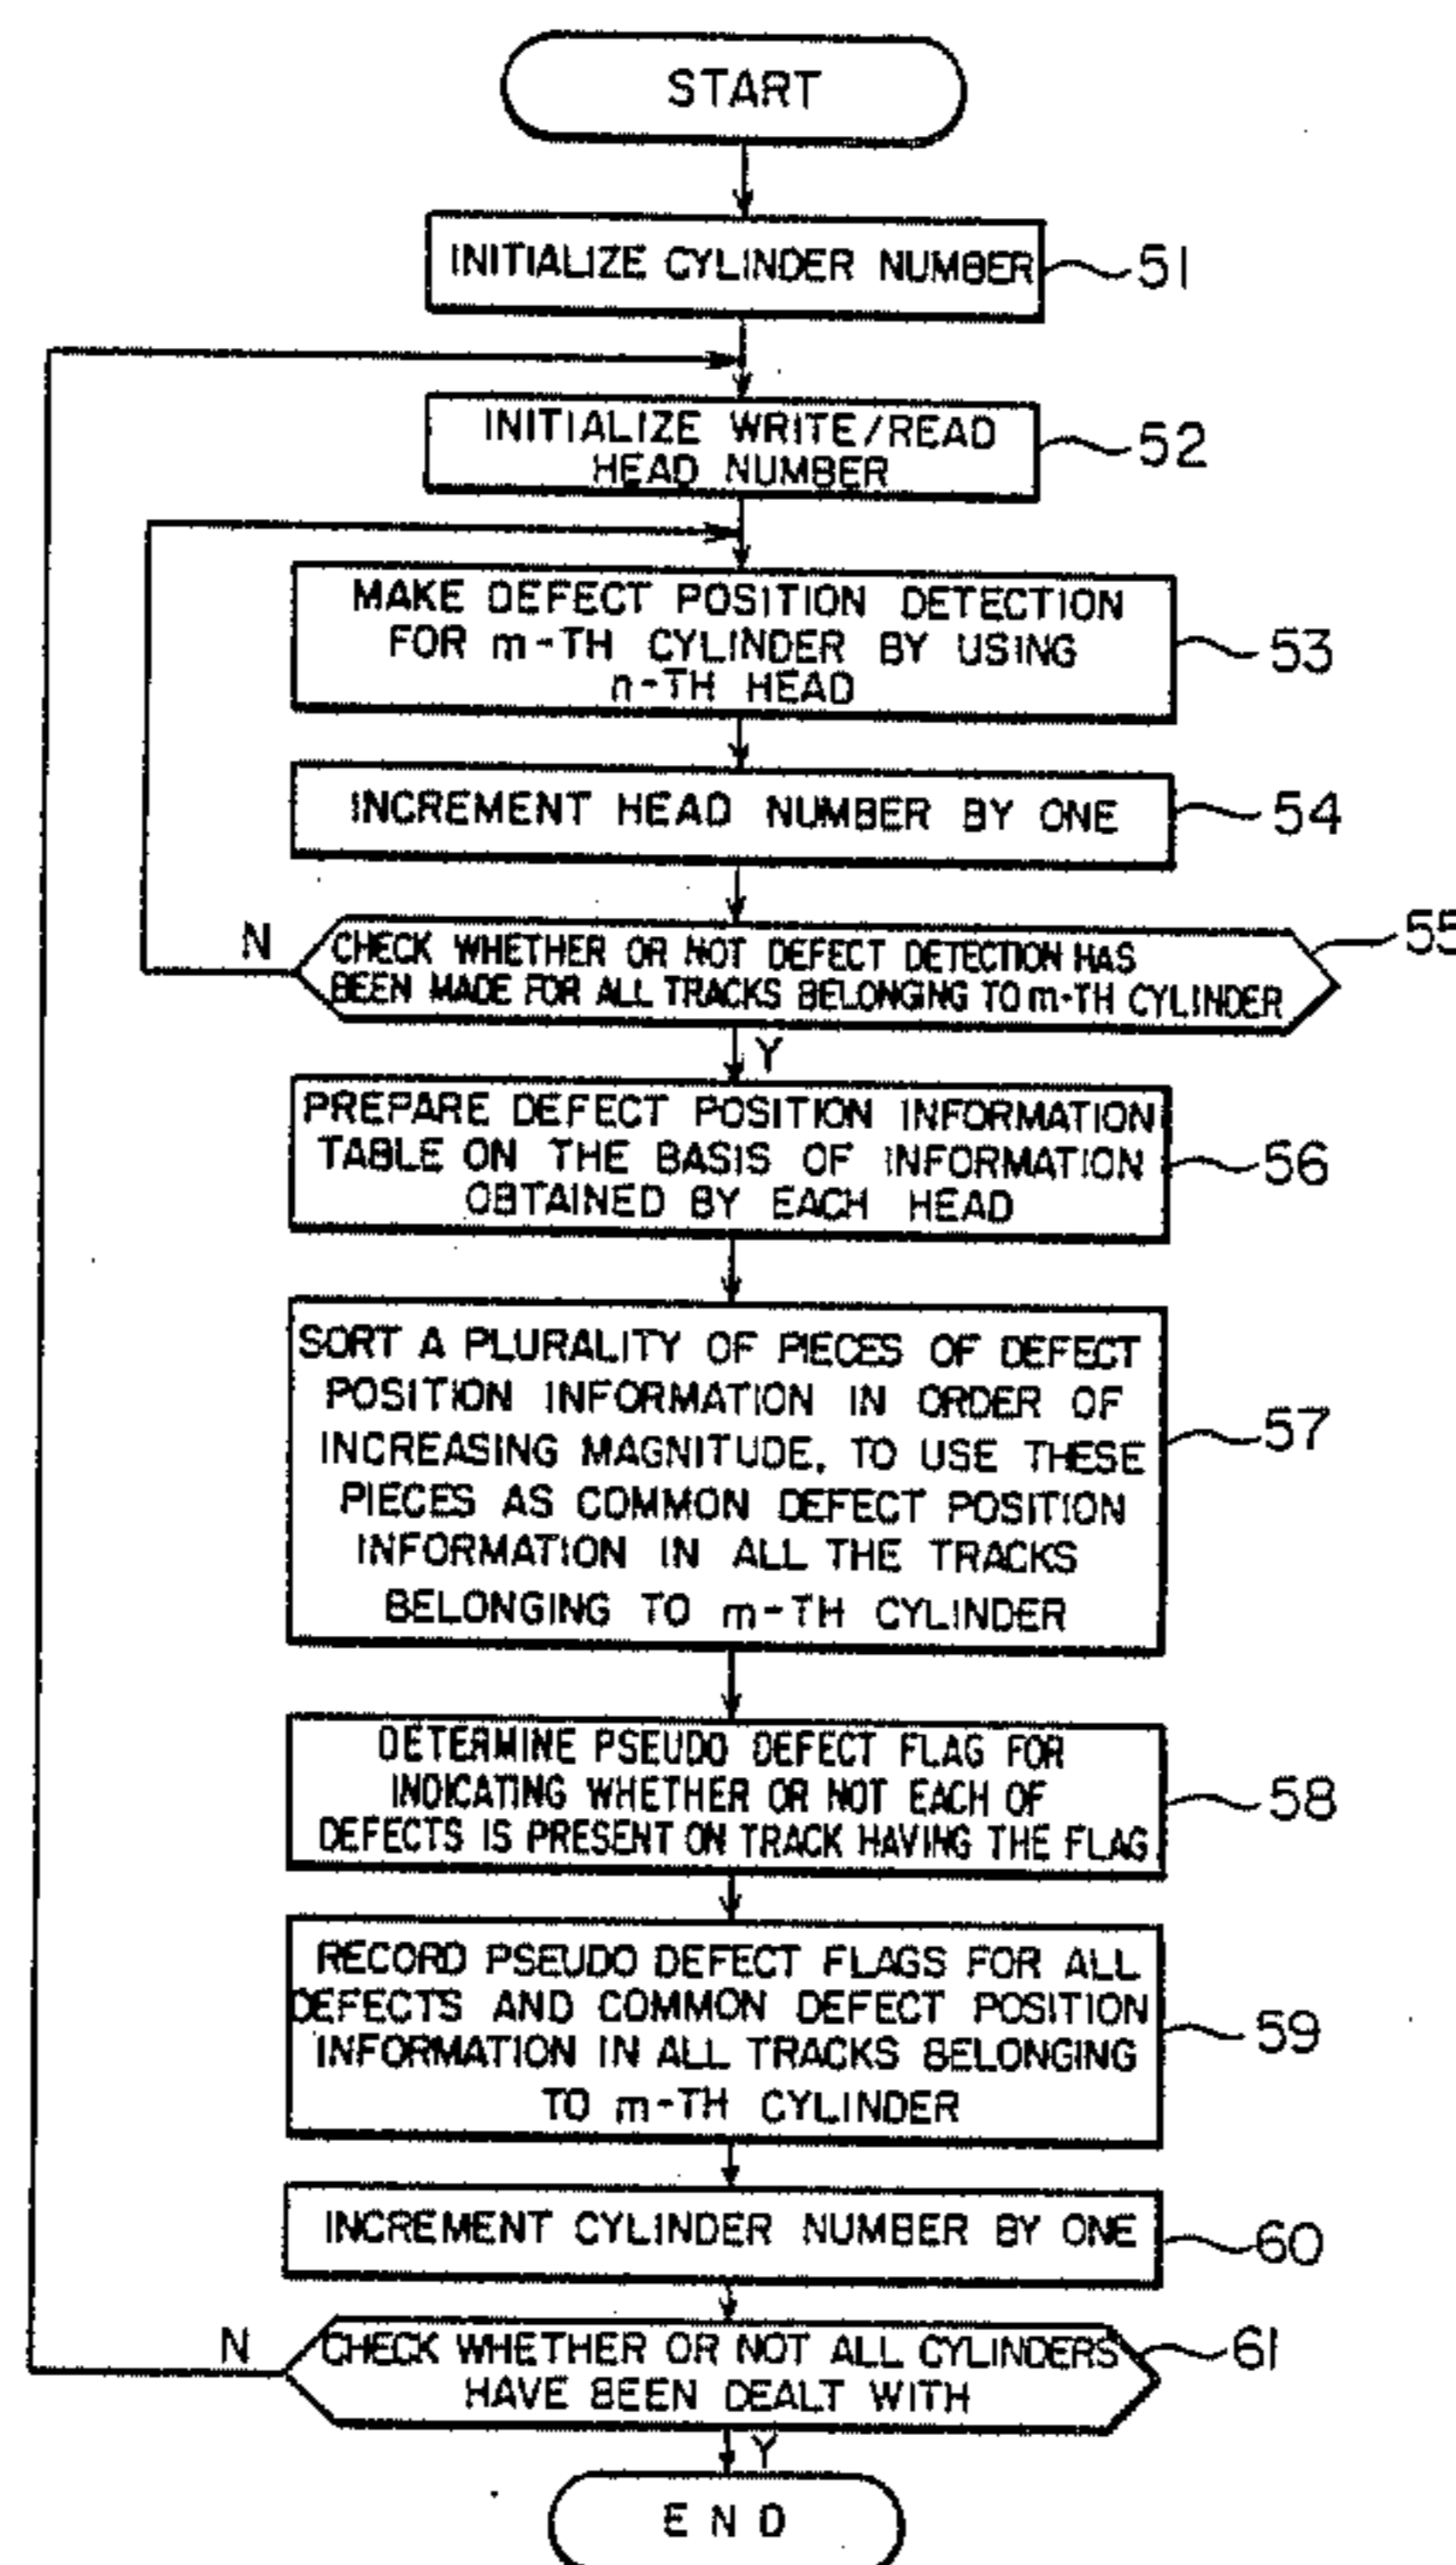 START
INITIALIZE CYLINDER NUMBER
51
INITIALIZE WRITE/READ
HEAD NUMBER
52
MAKE DEFECT POSITION DETECTION
FOR m-TH CYLINDER BY USING
n-TH HEAD
53
INCREMENT HEAD NUMBER BY ONE
54
N
CHECK WHETHER OR NOT DEFECT DETECTION HAS
BEEN MADE FOR ALL TRACKS BELONGING TO m-TH CYLINDER
55
Y
PREPARE DEFECT POSITION INFORMATION
TABLE ON THE BASIS OF INFORMATION
OBTAINED BY EACH HEAD
56
SORT A PLURALITY OF PIECES OF DEFECT
POSITION INFORMATION IN ORDER OF
INCREASING MAGNITUDE, TO USE THESE
PIECES AS COMMON DEFECT POSITION
INFORMATION IN ALL THE TRACKS
BELONGING TO m-TH CYLINDER
57
DETERMINE PSEUDO DEFECT FLAG FOR
INDICATING WHETHER OR NOT EACH OF
DEFECTS IS PRESENT ON TRACK HAVING THE FLAG
58
RECORD PSEUDO DEFECT FLAGS FOR ALL
DEFECTS AND COMMON DEFECT POSITION
INFORMATION IN ALL TRACKS BELONGING
TO m-TH CYLINDER
59
INCREMENT CYLINDER NUMBER BY ONE
60
N
CHECK WHETHER OR NOT ALL CYLINDERS
HAVE BEEN DEALT WITH
61
Y
END